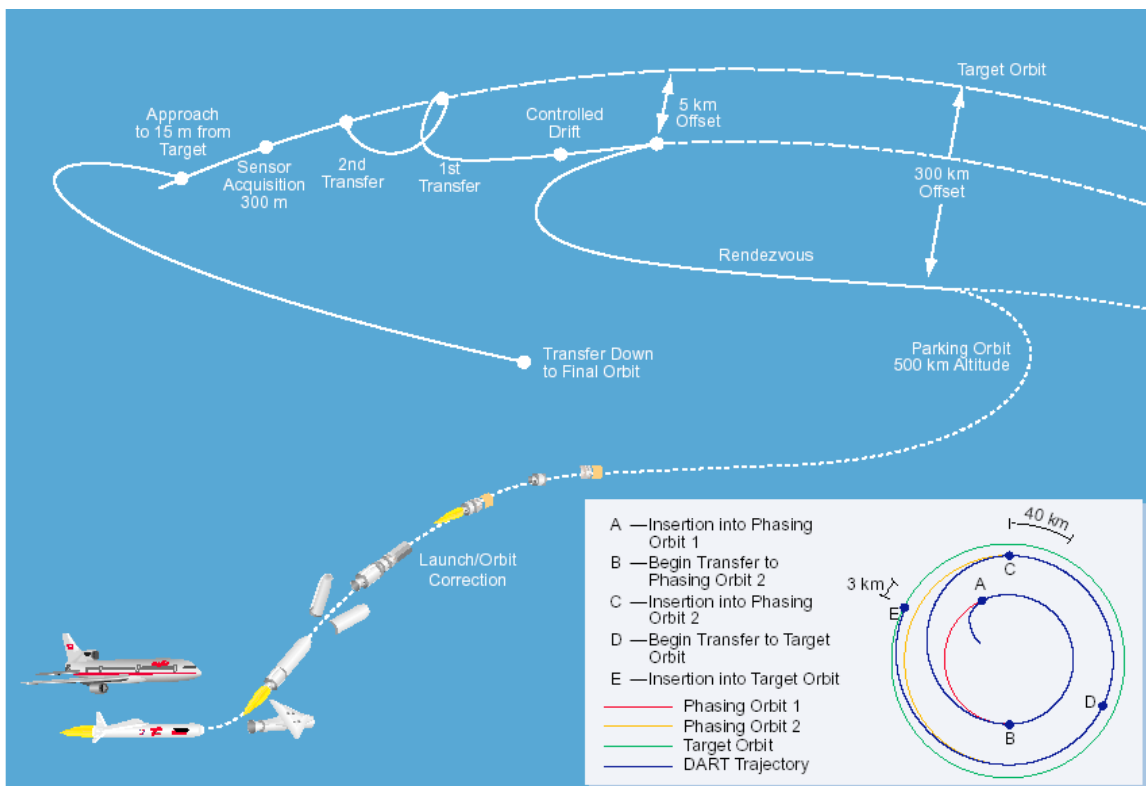 Target Orbit
5 km
Offset
Approach
to 15 m from
Target
Controlled
Drift
Sensor
Acquisition
300 m
2nd
Transfer
1st
Transfer
300 km
Offset
Rendezvous
Parking Orbit
500 km Altitude
Transfer Down
to Final Orbit
Launch/Orbit
Correction
A —Insertion into Phasing
Orbit 1
B —Begin Transfer to
Phasing Orbit 2
C —Insertion into Phasing
Orbit 2
D —Begin Transfer to Target
Orbit
E —Insertion into Target Orbit
Phasing Orbit 1
Phasing Orbit 2
Target Orbit
DART Trajectory
40 km
3 km
C
A
E
D
B